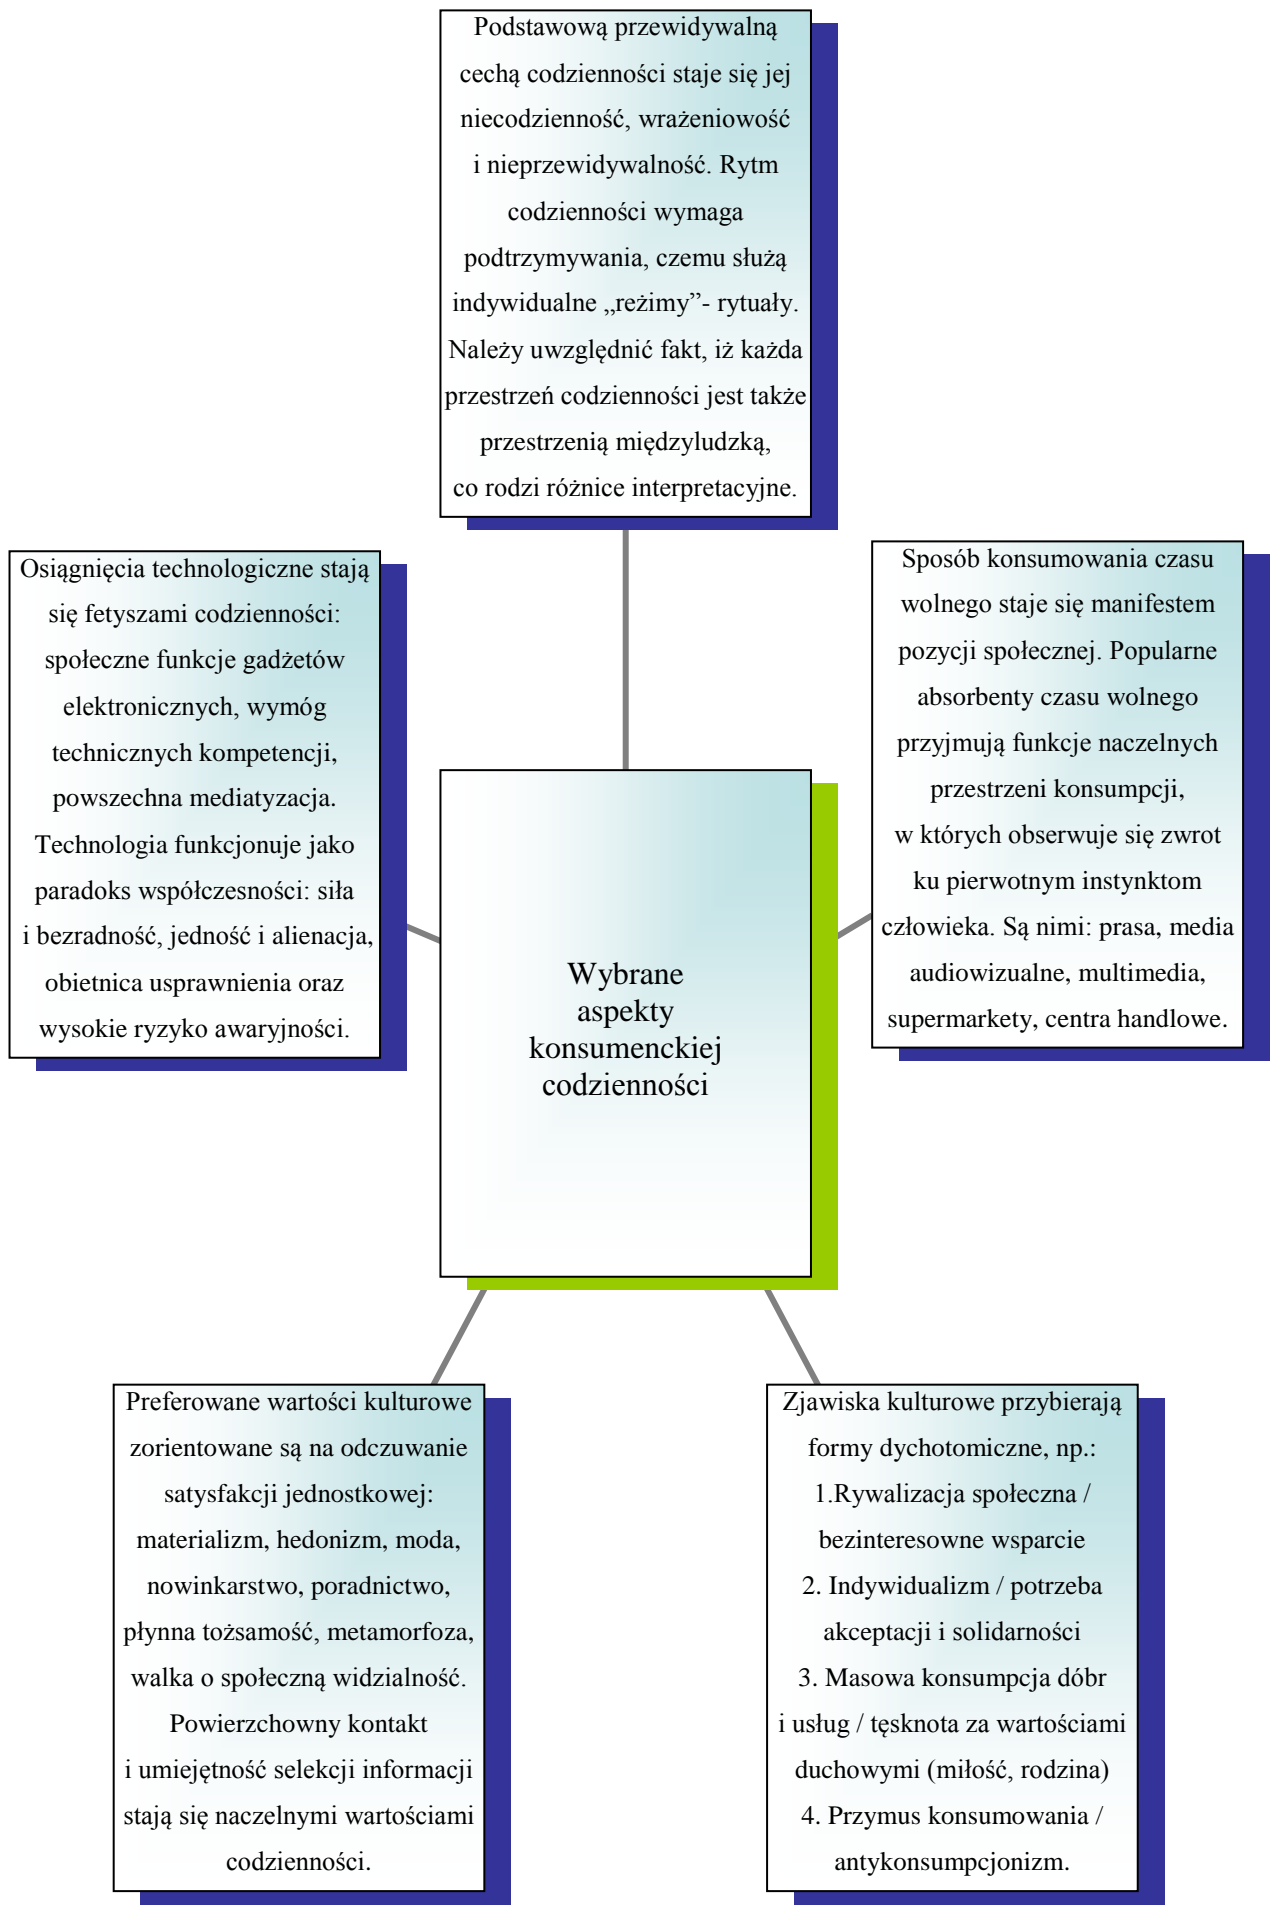 Podstawową przewidywalną
cechą codzienności staje się jej
niecodzienność, wrażeniowość
i nieprzewidywalność. Rytm
codzienności wymaga
podtrzymywania, czemu służą
indywidualne „reżimy”- rytuały.
Należy uwzględnić fakt, iż każda
przestrzeń codzienności jest także
przestrzenią międzyludzką,
co rodzi różnice interpretacyjne.
Osiągnięcia technologiczne stają
się fetyszami codzienności:
społeczne funkcje gadżetów
elektronicznych, wymóg
technicznych kompetencji,
powszechna mediatyzacja.
Technologia funkcjonuje jako
paradoks współczesności: siła
i bezradność, jedność i alienacja,
obietnica usprawnienia oraz
wysokie ryzyko awaryjności.
Sposób konsumowania czasu
wolnego staje się manifestem
pozycji społecznej. Popularne
absorbenty czasu wolnego
przyjmują funkcje naczelnych
przestrzeni konsumpcji,
w których obserwuje się zwrot
ku pierwotnym instynktom
człowieka. Są nimi: prasa, media
audiowizualne, multimedia,
supermarkety, centra handlowe.
Wybrane
aspekty
konsumenckiej
codzienności
Preferowane wartości kulturowe
zorientowane są na odczuwanie
satysfakcji jednostkowej:
materializm, hedonizm, moda,
nowinkarstwo, poradnictwo,
płynna tożsamość, metamorfoza,
walka o społeczną widzialność.
Powierzchowny kontakt
i umiejętność selekcji informacji
stają się naczelnymi wartościami
codzienności.
Zjawiska kulturowe przybierają
formy dychotomiczne, np.:
1.Rywalizacja społeczna /
bezinteresowne wsparcie
2. Indywidualizm / potrzeba
akceptacji i solidarności
3. Masowa konsumpcja dóbr
i usług / tęsknota za wartościami
duchowymi (miłość, rodzina)
4. Przymus konsumowania /
antykonsumpcjonizm.